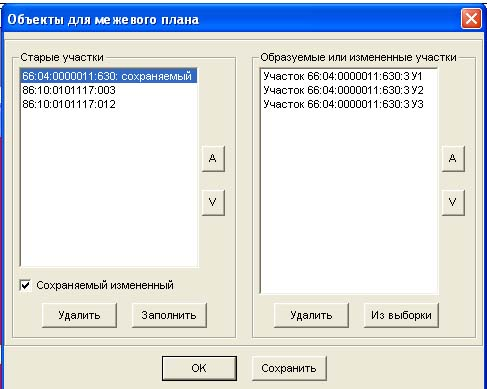 Объекты для межевого плана
Старые участки
66:04:0000011:630: сохраняемый
86:10:0101117:003
86:10:0101117:012
A
V
Сохраняемый измененный
Удалить
Заполнить
Образуемые или измененные участки
Участок 66:04:0000011:630:ЗУ1
Участок 66:04:0000011:630:ЗУ2
Участок 66:04:0000011:630:ЗУ3
A
V
Удалить
Из выборки
OK
Сохранить